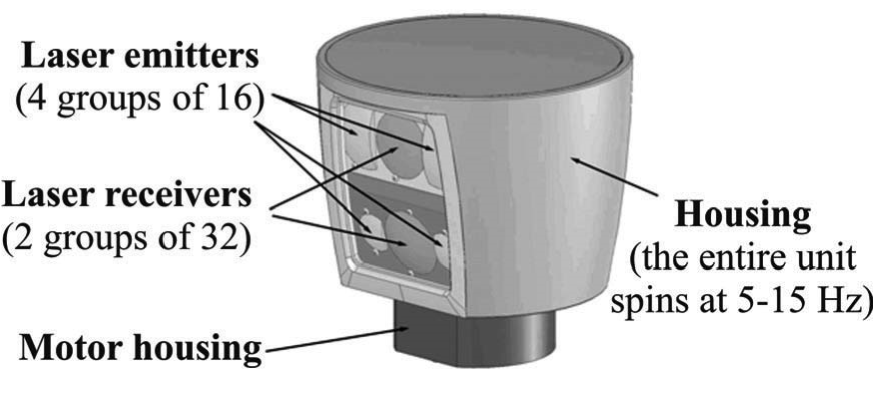 Laser emitters
(4 groups of 16)
Laser receivers
(2 groups of 32)
Housing
(the entire unit
spins at 5-15 Hz)
Motor housing